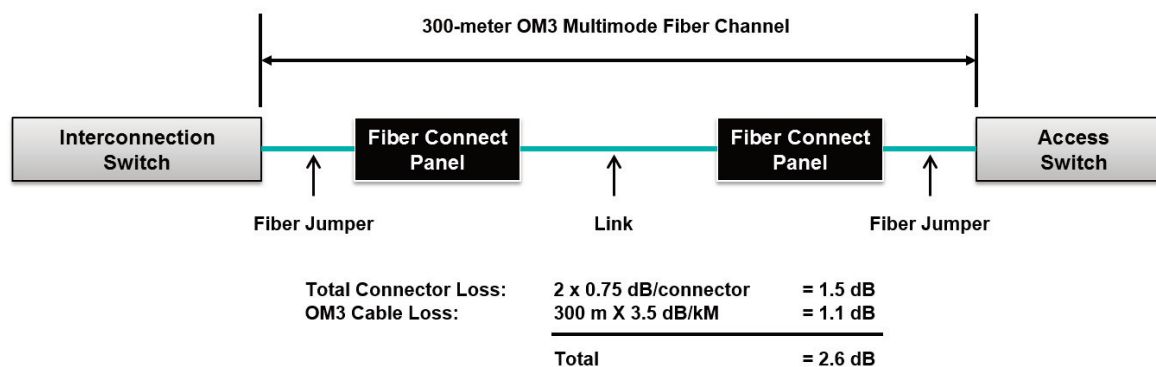 300-meter OM3 Multimode Fiber Channel
Interconnection
Switch
Fiber Connect
Panel
Fiber Connect
Panel
Access
Switch
Fiber Jumper
Link
Fiber Jumper
Total Connector Loss: 2 x 0.75 dB/connector = 1.5 dB
OM3 Cable Loss: 300 m X 3.5 dB/kM = 1.1 dB
Total = 2.6 dB